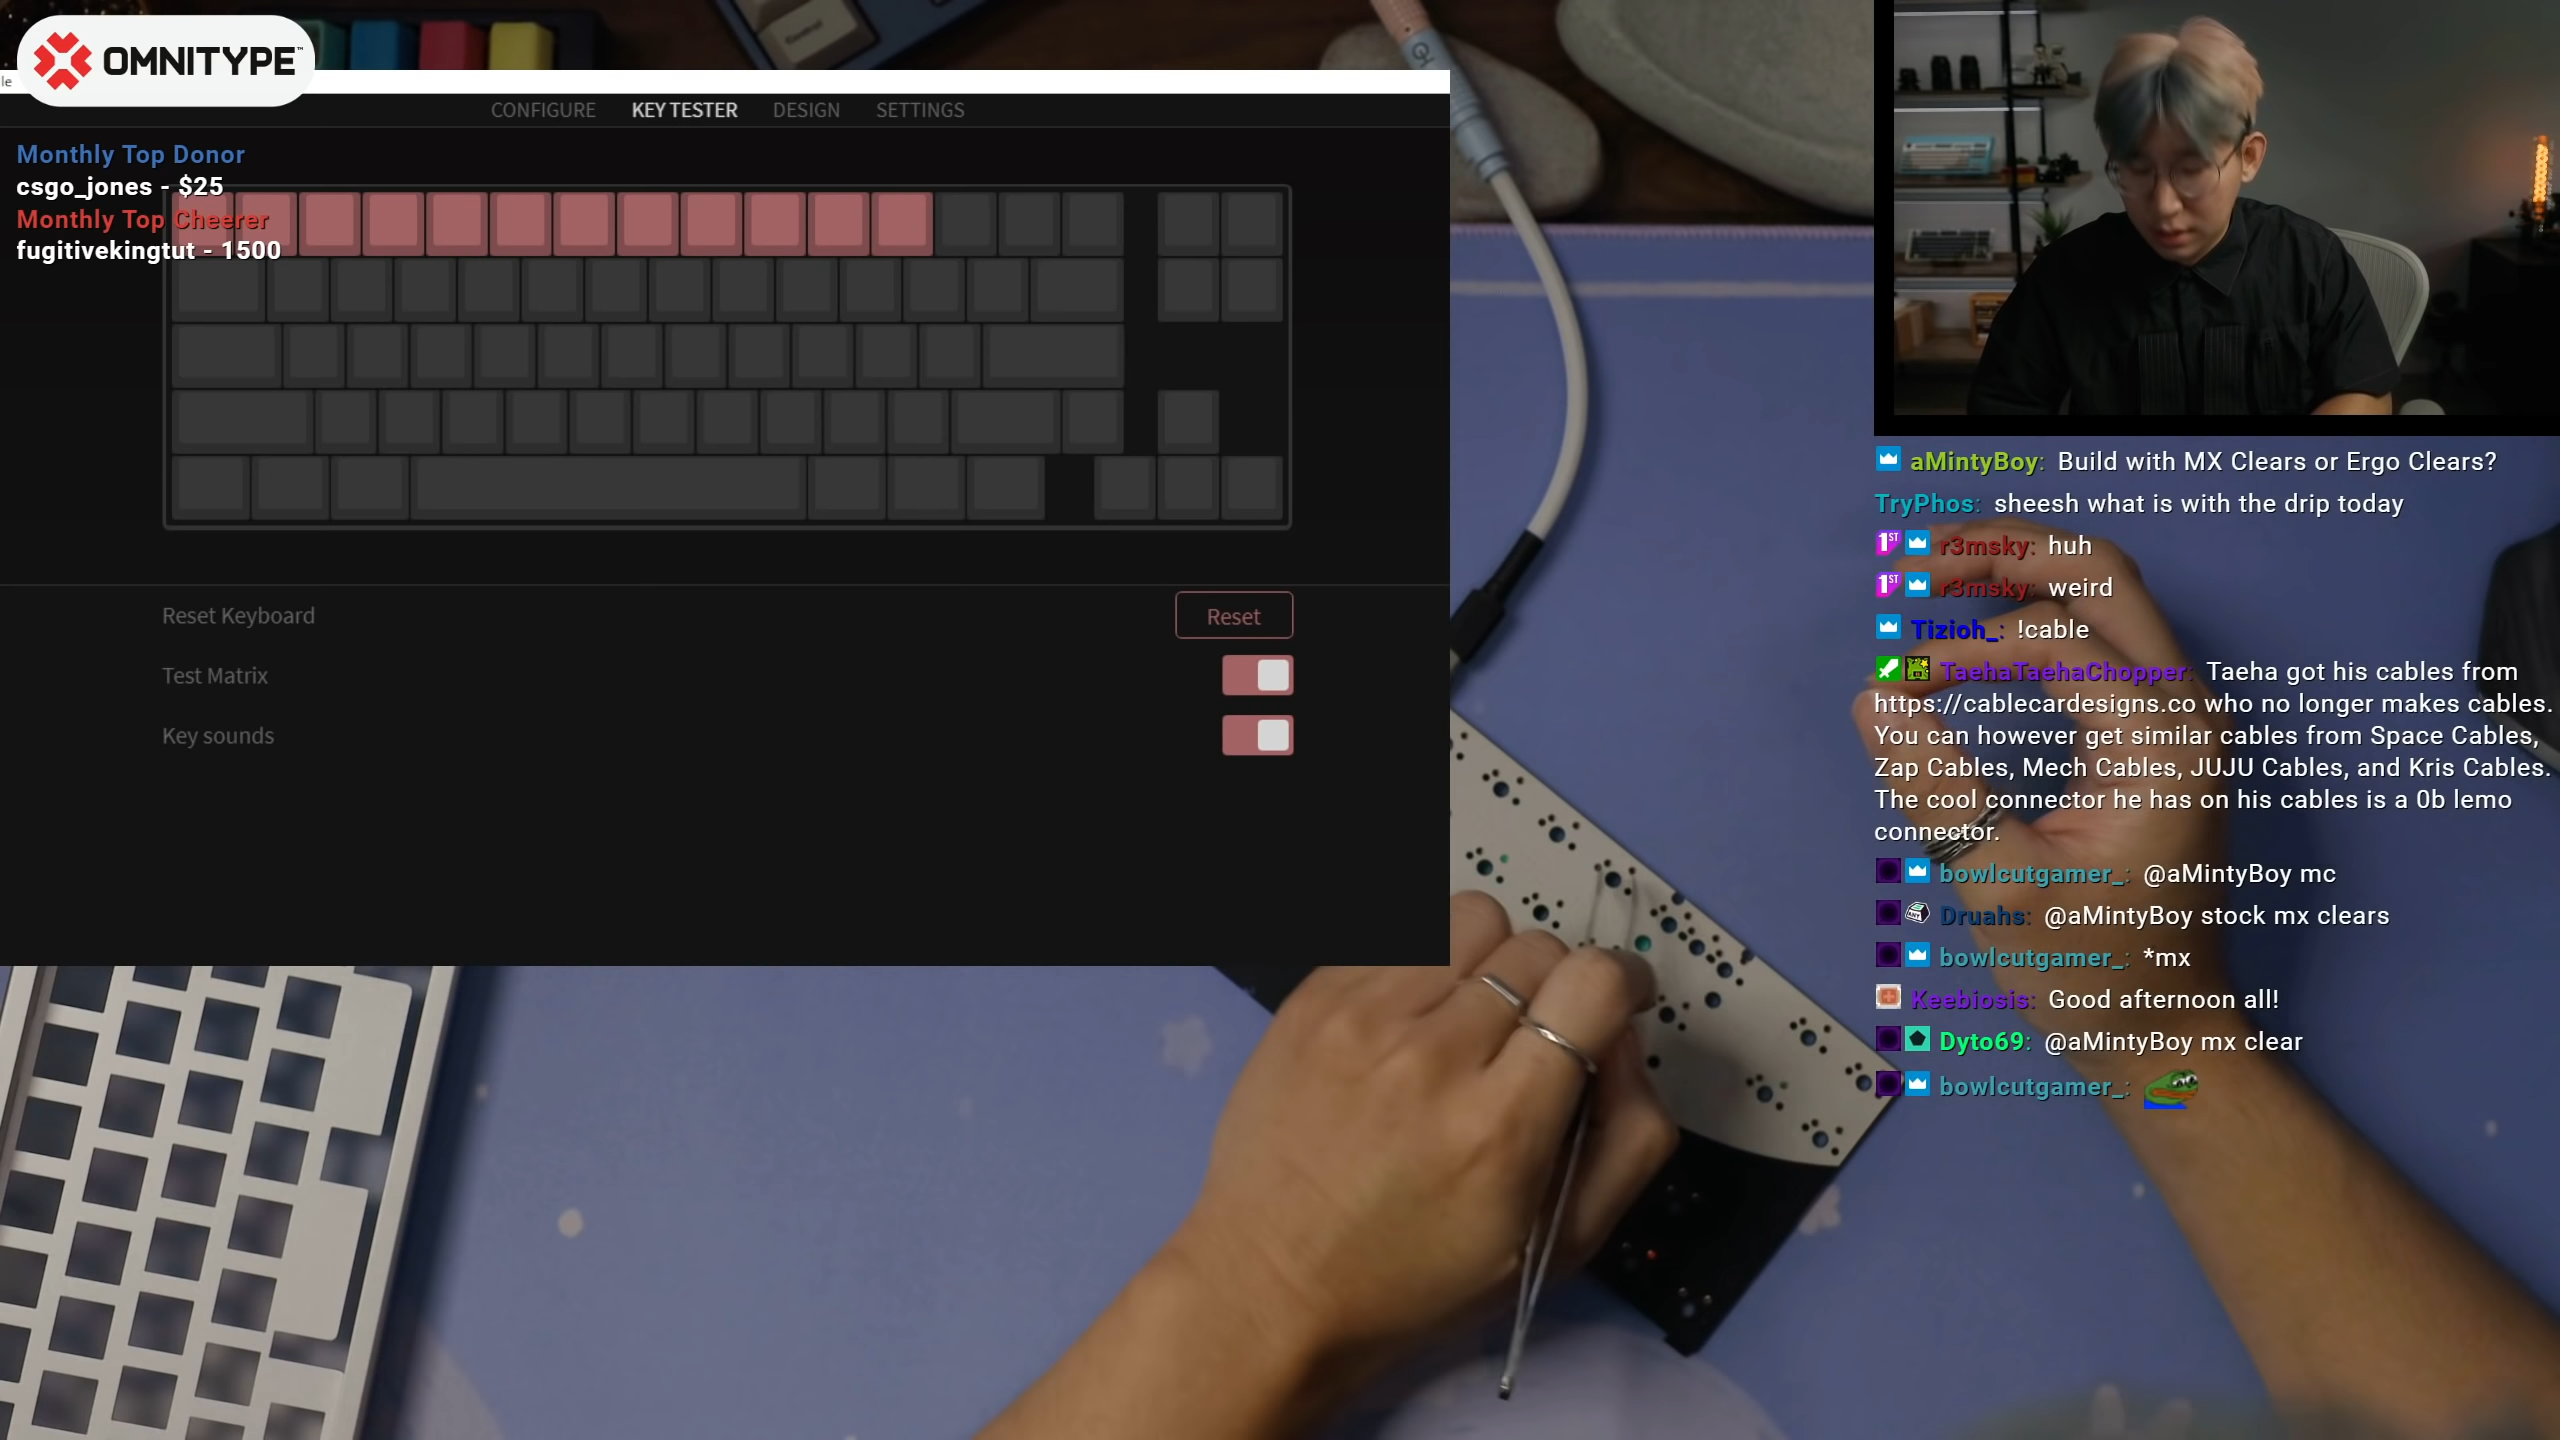 OMNITYPE™
le
CONFIGURE KEY TESTER DESIGN SETTINGS
Monthly Top Donor
csgo_jones - $25
Monthly Top Cheerer
fugitivekingtut - 1500
Reset Keyboard
Reset
Test Matrix
Key sounds
Control
aMintyBoy: Build with MX Clears or Ergo Clears?
TryPhos: sheesh what is with the drip today
1ST r3msky: huh
1ST r3msky: weird
Tizioh_: !cable
TaehaTaehaChopper: Taeha got his cables from
https://cablecardesigns.co who no longer makes cables.
You can however get similar cables from Space Cables,
Zap Cables, Mech Cables, JUJU Cables, and Kris Cables.
The cool connector he has on his cables is a 0b lemo
connector.
bowlcutgamer_: @aMintyBoy mc
Druahs: @aMintyBoy stock mx clears
bowlcutgamer_: *mx
Keebiosis: Good afternoon all!
Dyto69: @aMintyBoy mx clear
bowlcutgamer_: